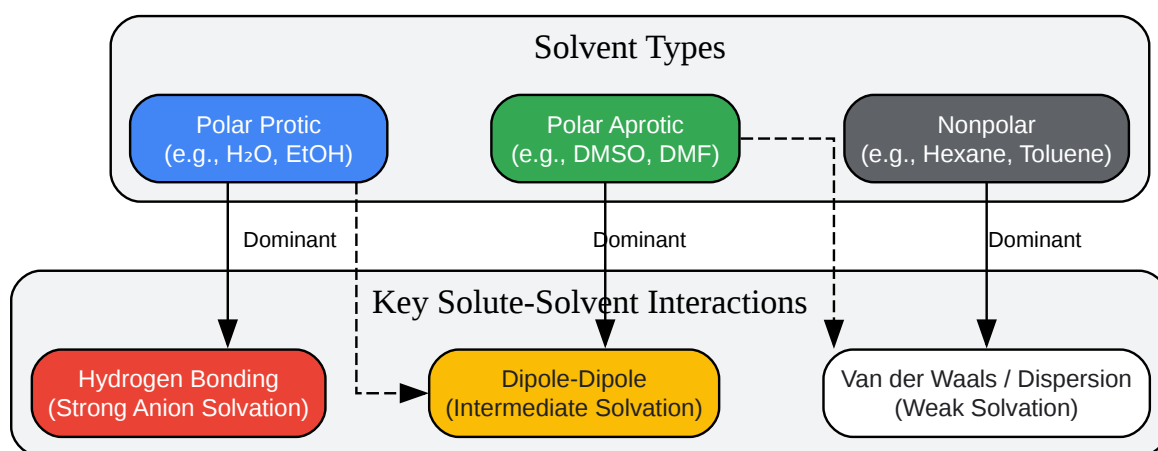 Solvent Types
Polar Protic
(e.g., H₂O, EtOH)
Polar Aprotic
(e.g., DMSO, DMF)
Nonpolar
(e.g., Hexane, Toluene)
Dominant
Dominant
Dominant
Key Solute-Solvent Interactions
Hydrogen Bonding
(Strong Anion Solvation)
Dipole-Dipole
(Intermediate Solvation)
Van der Waals / Dispersion
(Weak Solvation)